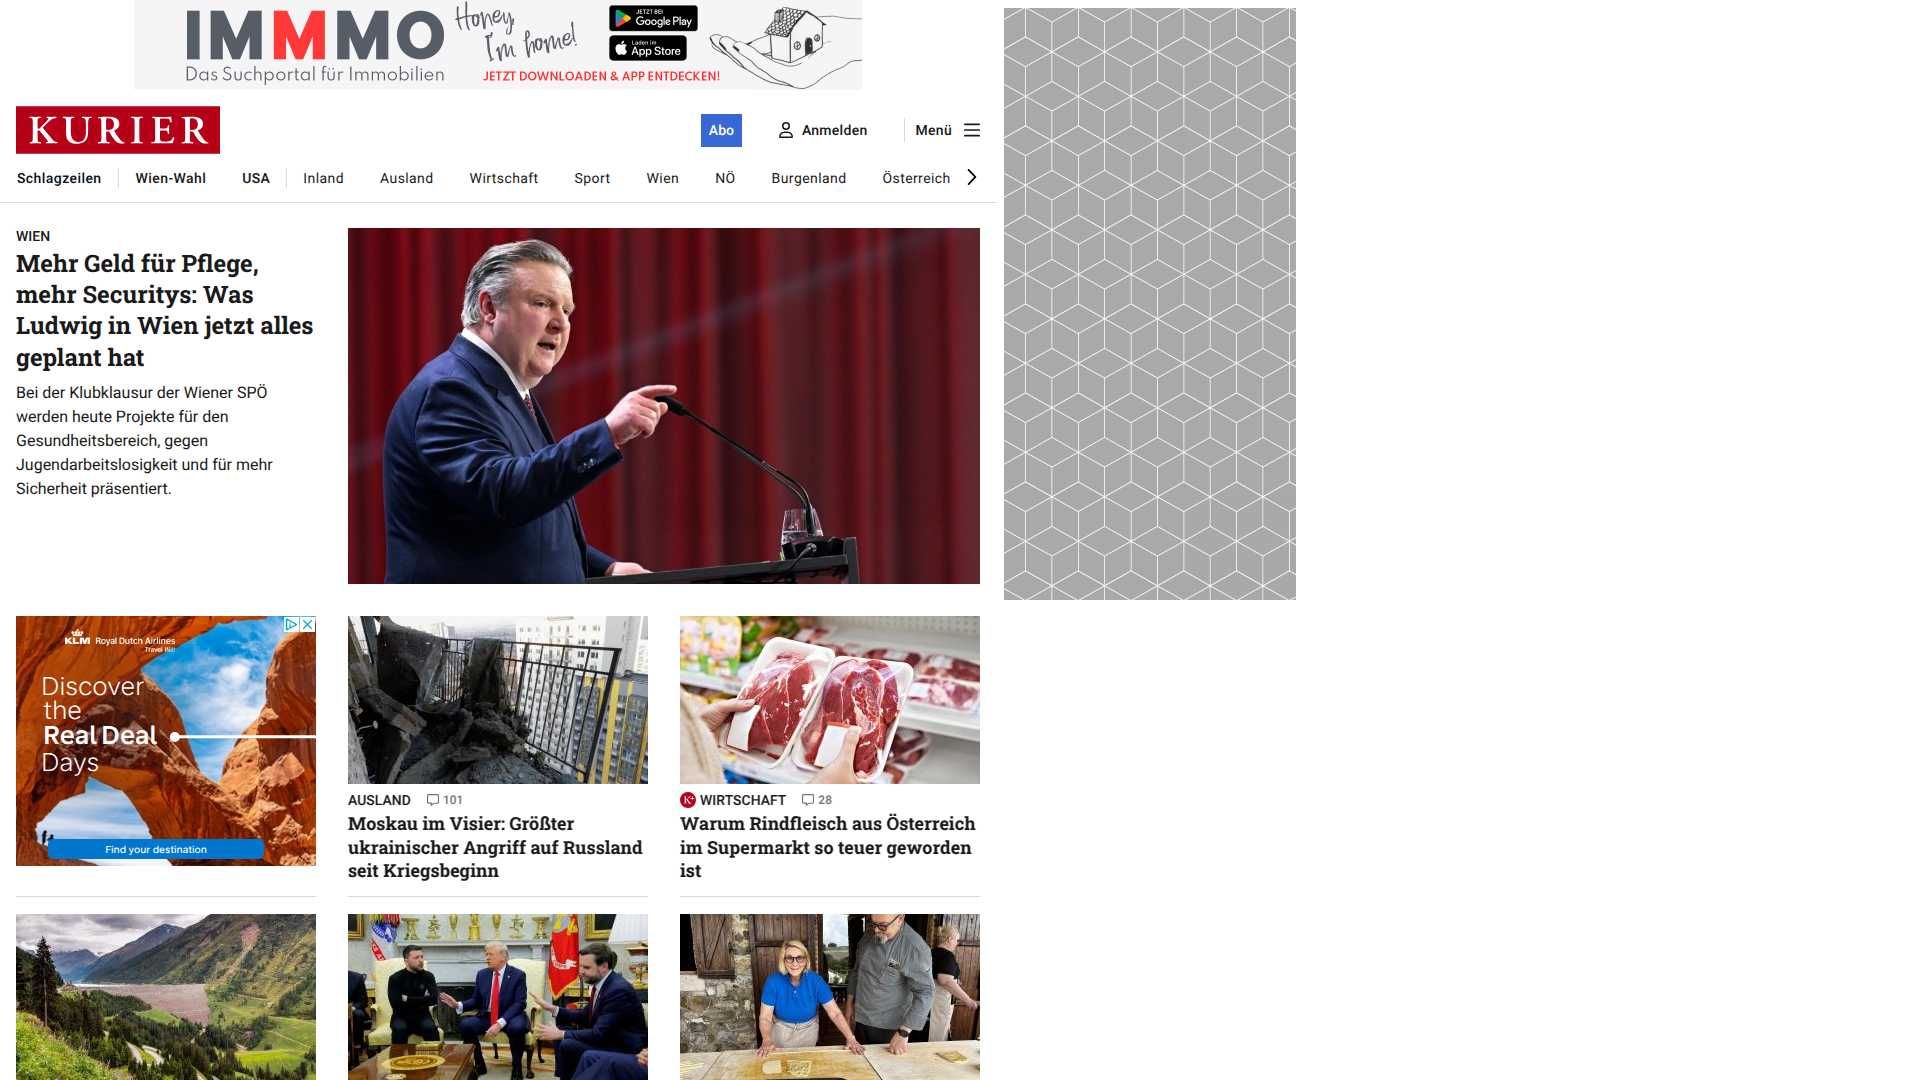 IMMMO
Das Suchportal für Immobilien
Honey,
I'm home!
JETZT BEI
Google Play
Laden im
App Store
JETZT DOWNLOADEN & APP ENTDECKEN!
KURIER
Abo
Anmelden
Menü
Schlagzeilen
Wien-Wahl
USA
Inland
Ausland
Wirtschaft
Sport
Wien
NÖ
Burgenland
Österreich
WIEN
Mehr Geld für Pflege,
mehr Securitys: Was
Ludwig in Wien jetzt alles
geplant hat
Bei der Klubklausur der Wiener SPÖ
werden heute Projekte für den
Gesundheitsbereich, gegen
Jugendarbeitslosigkeit und für mehr
Sicherheit präsentiert.
KLM Royal Dutch Airlines
Discover
the
Real Deal
Days
Find your destination
AUSLAND 101
Moskau im Visier: Größter
ukrainischer Angriff auf Russland
seit Kriegsbeginn
K+ WIRTSCHAFT 28
Warum Rindfleisch aus Österreich
im Supermarkt so teuer geworden
ist